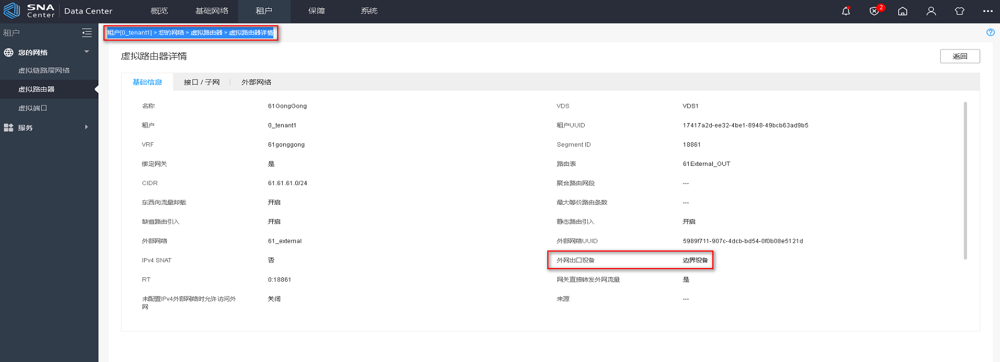 SNA Center Data Center 概览 基础网络 租户 保障 系统 2
租户
租户[0_tenant1] > 您的网络 > 虚拟路由器 > 虚拟路由器详情
您的网络
虚拟链路层网络
虚拟路由器
虚拟端口
服务
虚拟路由器详情
返回
基础信息 接口 / 子网 外部网络
名称 61GongGong VDS VDS1
租户 0_tenant1 租户UUID 17417a2d-ee32-4be1-8948-49bcb63ad9b5
VRF 61gonggong Segment ID 18861
绑定网关 是 路由表 61External_OUT
CIDR 61.61.61.0/24 聚合路由网段 ---
东西向流量卸载 开启 最大等价路由条数 ---
缺省路由引入 开启 静态路由引入 开启
外部网络 61_external 外部网络UUID 5989f711-907c-4dcb-bd54-0f0b08e5121d
IPv4 SNAT 否 外网出口设备 边界设备
RT 0:18861 网关直接转发外网流量 是
未配置IPv4外部网络时允许访问外 关闭 来源 ---
网